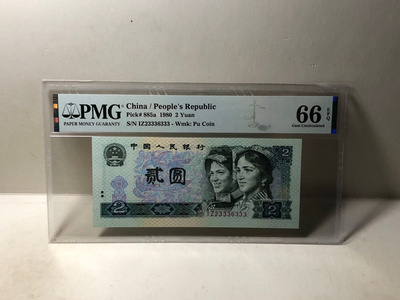 PMG
PAPER MONEY GUARANTY
China / People's Republic
Pick# 885a 1980 2 Yuan
S/N IZ23336333 - Wmk: Pu Coin
66 EPQ
Gem Uncirculated
中国人民银行
2
贰圆
IZ23336333
2